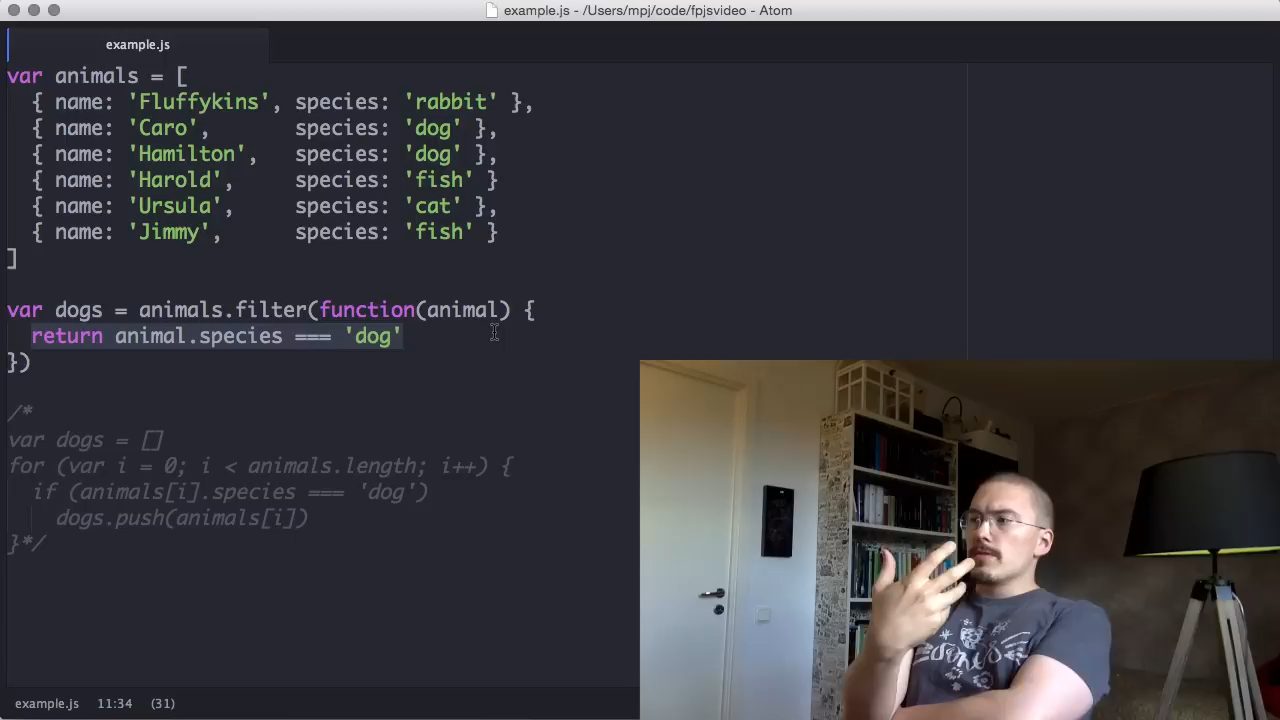 example.js - /Users/mpj/code/fpjsvideo - Atom
example.js
var animals = [
  { name: 'Fluffykins', species: 'rabbit' },
  { name: 'Caro',       species: 'dog' },
  { name: 'Hamilton',   species: 'dog' },
  { name: 'Harold',     species: 'fish' }
  { name: 'Ursula',     species: 'cat' },
  { name: 'Jimmy',      species: 'fish' }
]
var dogs = animals.filter(function(animal) {
  return animal.species === 'dog'
})
/*
var dogs = []
for (var i = 0; i < animals.length; i++) {
  if (animals[i].species === 'dog')
    dogs.push(animals[i])
}*/
example.js 11:34 (31)